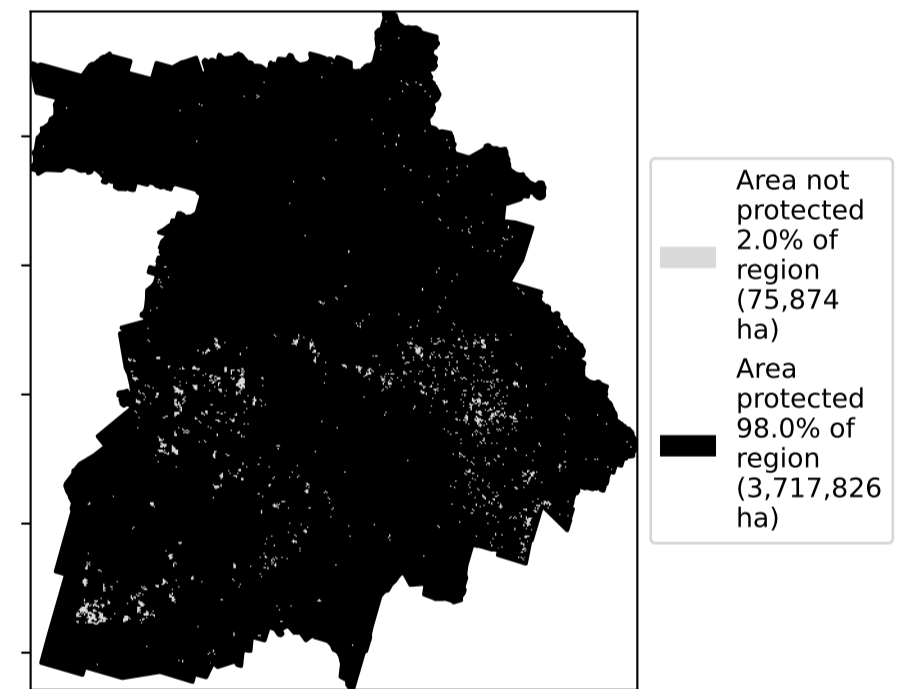 Area not
protected
2.0% of
region
(75,874
ha)
Area
protected
98.0% of
region
(3,717,826
ha)